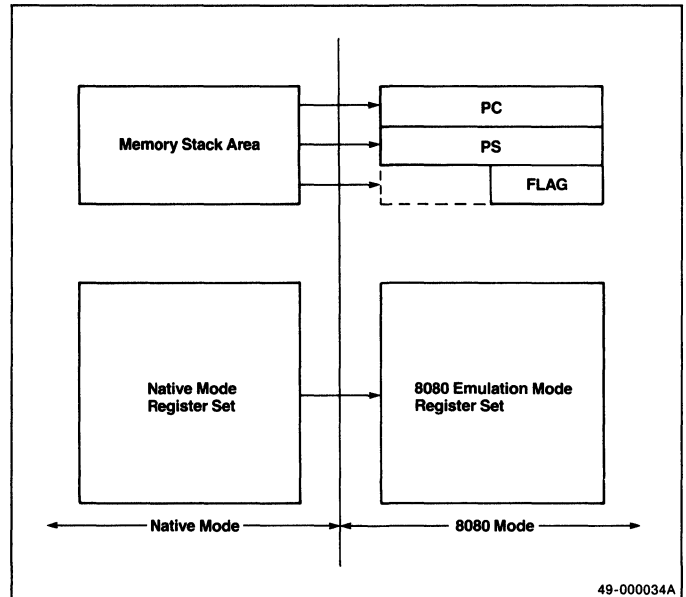 PC
Memory Stack Area
PS
FLAG
Native Mode
Register Set
8080 Emulation Mode
Register Set
Native Mode
8080 Mode
49-000034A